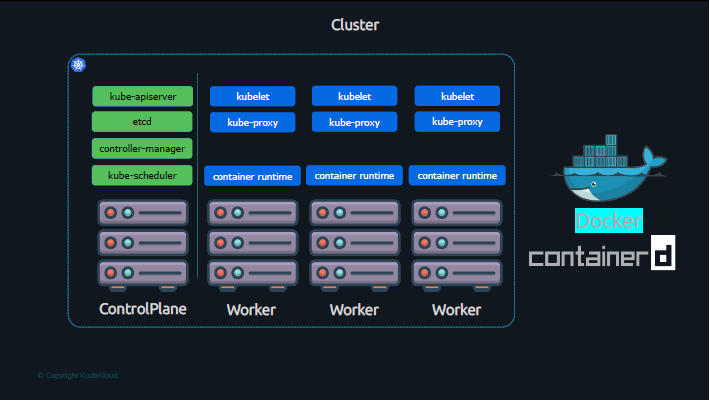 Cluster
kube-apiserver
etcd
controller-manager
kube-scheduler
ControlPlane
kubelet
kube-proxy
container runtime
Worker
kubelet
kube-proxy
container runtime
Worker
kubelet
kube-proxy
container runtime
Worker
Docker
containerd
© Copyright KodeKloud